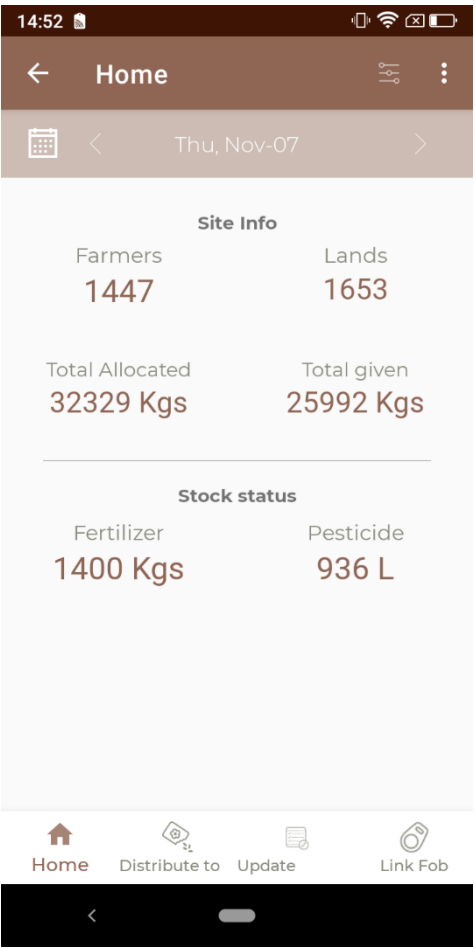 14:52
Home
Thu, Nov-07
Site Info
Farmers Lands
1447 1653
Total Allocated Total given
32329 Kgs 25992 Kgs
Stock status
Fertilizer Pesticide
1400 Kgs 936 L
Home Distribute to Update Link Fob